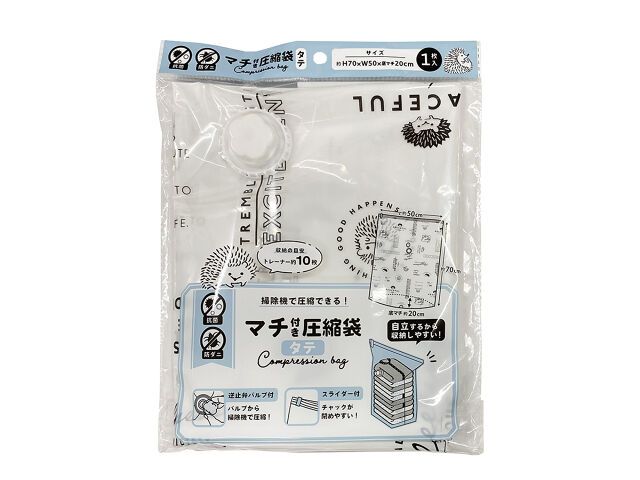 抗菌
防ダニ
マチ付き圧縮袋
タテ
Compression bag
サイズ
約H70×W50×底マチ20cm
1枚入
ACEFUL
TREMBL
EXCITE
UTE
TO
FE.
GOOD HAPPENS
HING
約50cm
約70cm
底マチ 約20cm
収納の目安
トレーナー約10枚
掃除機で圧縮できる!
抗菌
防ダニ
マチ付き圧縮袋
タテ
Compression bag
自立するから
収納しやすい!
逆止弁バルブ付
バルブから
掃除機で圧縮!
スライダー付
チャックが
閉めやすい!